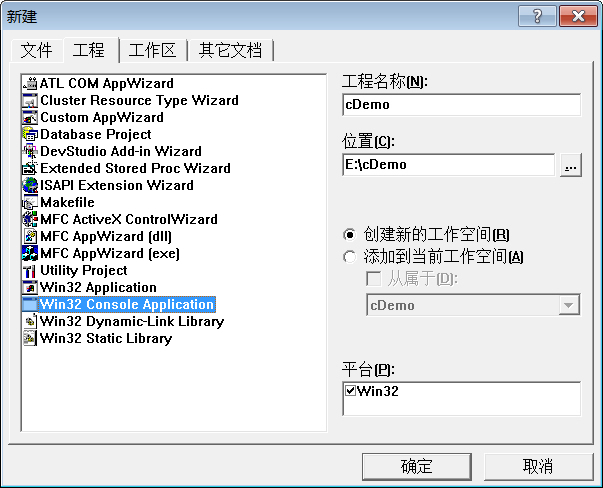 新建
文件 工程 工作区 其它文档
ATL COM AppWizard
Cluster Resource Type Wizard
Custom AppWizard
Database Project
DevStudio Add-in Wizard
Extended Stored Proc Wizard
ISAPI Extension Wizard
Makefile
MFC ActiveX ControlWizard
MFC AppWizard (dll)
MFC AppWizard (exe)
Utility Project
Win32 Application
Win32 Console Application
Win32 Dynamic-Link Library
Win32 Static Library
工程名称(N):
cDemo
位置(C):
E:\cDemo
...
创建新的工作空间(R)
添加到当前工作空间(A)
从属于(D):
cDemo
平台(P):
Win32
确定 取消